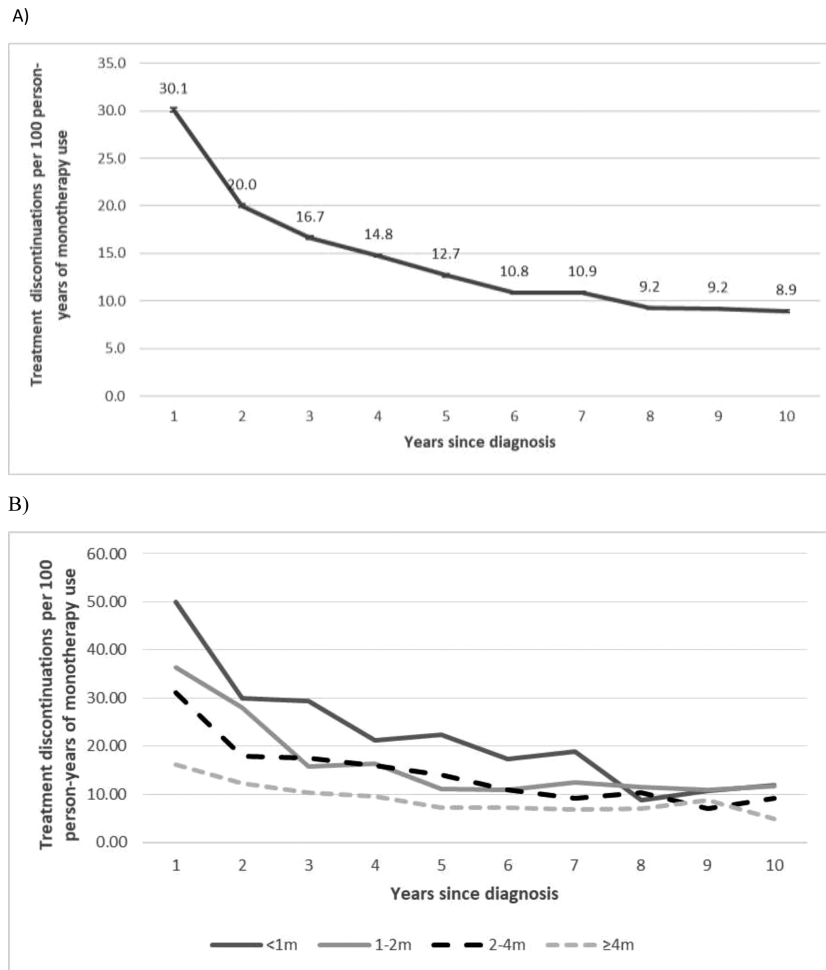 A)
Treatment discontinuations per 100 person-
years of monotherapy use
35.0
30.0
25.0
20.0
15.0
10.0
5.0
0.0
30.1
20.0
16.7
14.8
12.7
10.8
10.9
9.2
9.2
8.9
1 2 3 4 5 6 7 8 9 10
Years since diagnosis
B)
Treatment discontinuations per 100
person-years of monotherapy use
60.00
50.00
40.00
30.00
20.00
10.00
0.00
1 2 3 4 5 6 7 8 9 10
Years since diagnosis
<1m 1-2m 2-4m ≥4m